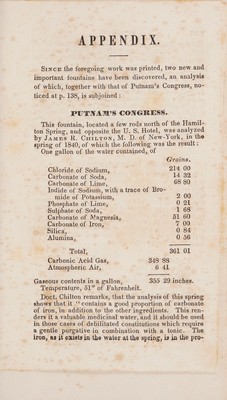 APPENDIX.
SINCE the foregoing work was printed, two new and
important fountains have been discovered, an analysis
of which, together with that of Putnam's Congress, no-
ticed at p. 138, is subjoined:
PUTNAM'S CONGRESS.
This fountain, located a few rods north of the Hamil-
ton Spring, and opposite the U. S. Hotel, was analyzed
by JAMES R. CHILTON, M. D. of New-York, in the
spring of 1840, of which the following was the result:
One gallon of the water contained, of
Grains.
Chloride of Sodium, 214 00
Carbonate of Soda, 14 32
Carbonate of Lime, 68 80
Iodide of Sodium, with a trace of Bro-
mide of Potassium, 2 00
Phosphate of Lime, 0 21
Sulphate of Soda, 1 68
Carbonate of Magnesia, 51 60
Carbonate of Iron, 7 00
Silica, 0 84
Alumina, 0 56
Total, 361 01
Carbonic Acid Gas, 348 88
Atmospheric Air, 6 41
Gaseous contents in a gallon, 355 29 inches.
Temperature, 51° of Fahrenheit.
Doct. Chilton remarks, that the analysis of this spring
shows that it "contains a good proportion of carbonate
of iron, in addition to the other ingredients. This ren-
ders it a valuable medicinal water, and it should be used
in those cases of debilitated constitutions which require
a gentle purgative in combination with a tonic. The
iron, as it exists in the water at the spring, is in the pro-